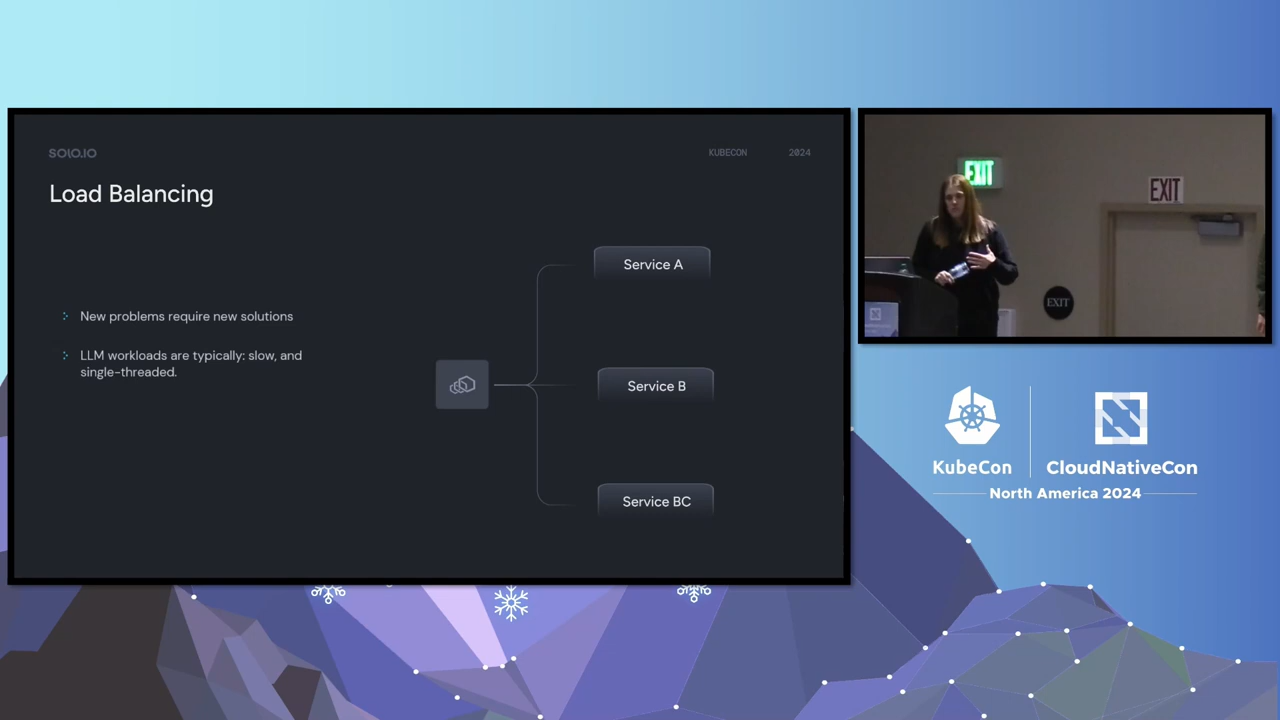 SOLO.IO
KUBECON 2024
Load Balancing
New problems require new solutions
LLM workloads are typically: slow, and
single-threaded.
Service A
Service B
Service BC
EXIT
EXIT
EXIT
KubeCon
CloudNativeCon
North America 2024